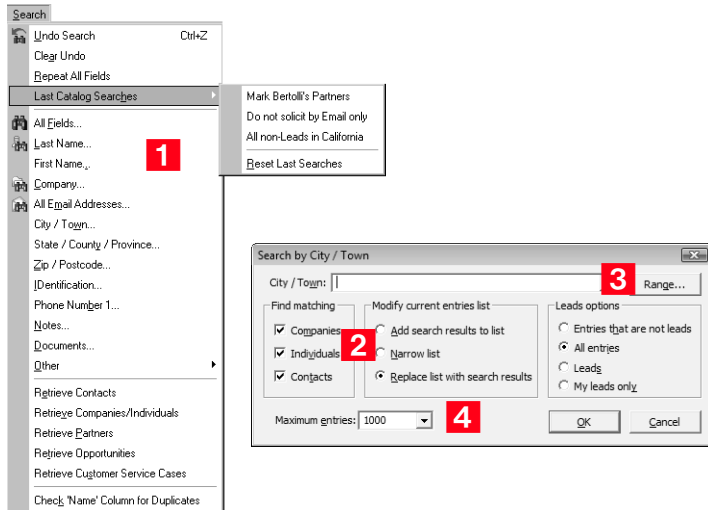 Search
Undo Search Ctrl+Z
Clear Undo
Repeat All Fields
Last Catalog Searches
Mark Bertolli's Partners
Do not solicit by Email only
All non-Leads in California
Reset Last Searches
All Fields...
Last Name...
First Name...
1
Company...
All Email Addresses...
City / Town...
State / County / Province...
Zip / Postcode...
IDentification...
Phone Number 1...
Notes...
Documents...
Other
Retrieve Contacts
Retrieve Companies/Individuals
Retrieve Partners
Retrieve Opportunities
Retrieve Customer Service Cases
Check 'Name' Column for Duplicates
Search by City / Town
City / Town:
3
Range...
Find matching
Companies
Individuals
Contacts
2
Modify current entries list
Add search results to list
Narrow list
Replace list with search results
Leads options
Entries that are not leads
All entries
Leads
My leads only
Maximum entries: 1000
4
OK
Cancel